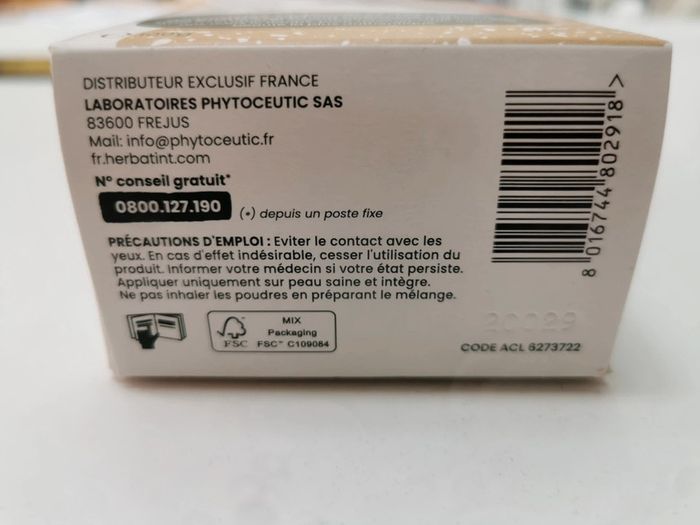 DISTRIBUTEUR EXCLUSIF FRANCE
LABORATOIRES PHYTOCEUTIC SAS
83600 FREJUS
Mail: info@phytoceutic.fr
fr.herbatint.com
N° conseil gratuit*
0800.127.190
(•) depuis un poste fixe
PRÉCAUTIONS D'EMPLOI : Eviter le contact avec les
yeux. En cas d'effet indésirable, cesser l'utilisation du
produit. Informer votre médecin si votre état persiste.
Appliquer uniquement sur peau saine et intègre.
Ne pas inhaler les poudres en préparant le mélange.
FSC
MIX
Packaging
FSC™ C109084
8 016744 802918 >
20029
CODE ACL 6273722